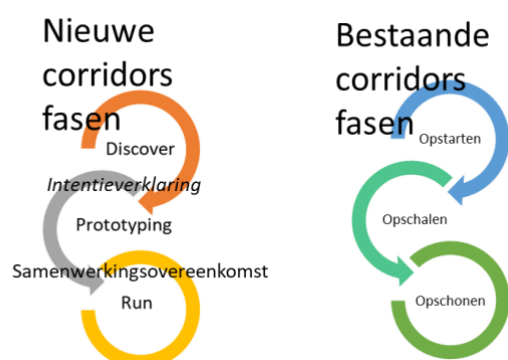 Nieuwe
corridors
fasen
Discover
Intentieverklaring
Prototyping
Samenwerkingsovereenkomst
Run
Bestaande
corridors
fasen
Opstarten
Opschalen
Opschonen